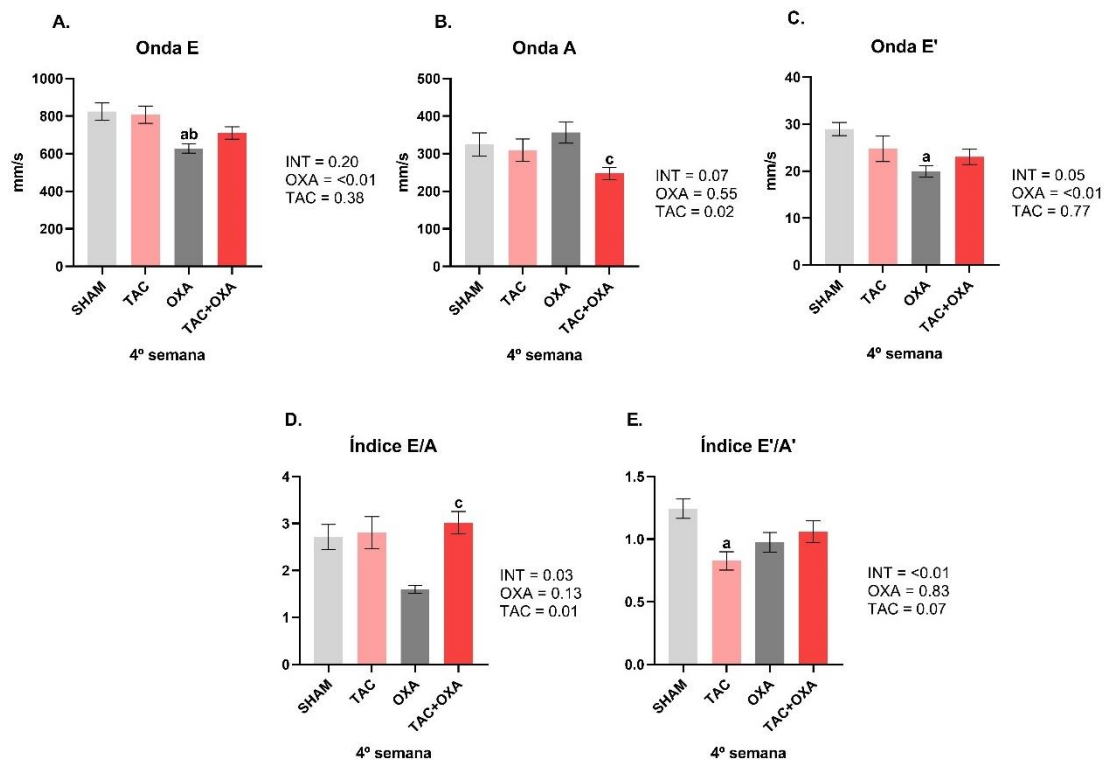 A.
Onda E
1000
800
600
400
200
0
mm/s
ab
SHAM
TAC
OXA
TAC+OXA
4º semana
INT = 0.20
OXA = <0.01
TAC = 0.38
B.
Onda A
500
400
300
200
100
0
mm/s
c
SHAM
TAC
OXA
TAC+OXA
4º semana
INT = 0.07
OXA = 0.55
TAC = 0.02
C.
Onda E'
40
30
20
10
0
mm/s
a
SHAM
TAC
OXA
TAC+OXA
4º semana
INT = 0.05
OXA = <0.01
TAC = 0.77
D.
Índice E/A
4
3
2
1
0
c
SHAM
TAC
OXA
TAC+OXA
4º semana
INT = 0.03
OXA = 0.13
TAC = 0.01
E.
Índice E'/A'
1.5
1.0
0.5
0.0
a
SHAM
TAC
OXA
TAC+OXA
4º semana
INT = <0.01
OXA = 0.83
TAC = 0.07